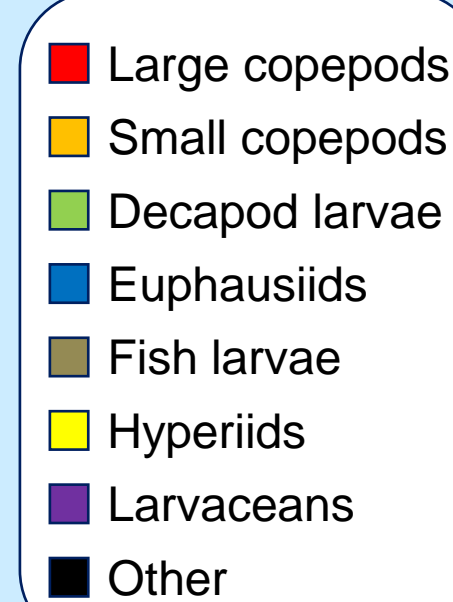 Large copepods
Small copepods
Decapod larvae
Euphausiids
Fish larvae
Hyperiids
Larvaceans
Other